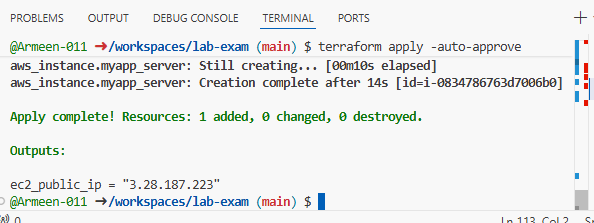 PROBLEMS OUTPUT DEBUG CONSOLE TERMINAL PORTS
@Armeen-011 ➜/workspaces/lab-exam (main) $ terraform apply -auto-approve
aws_instance.myapp_server: Still creating... [00m10s elapsed]
aws_instance.myapp_server: Creation complete after 14s [id=i-0834786763d7006b0]
Apply complete! Resources: 1 added, 0 changed, 0 destroyed.
Outputs:
ec2_public_ip = "3.28.187.223"
@Armeen-011 ➜/workspaces/lab-exam (main) $
0 Ln 113, Col 2